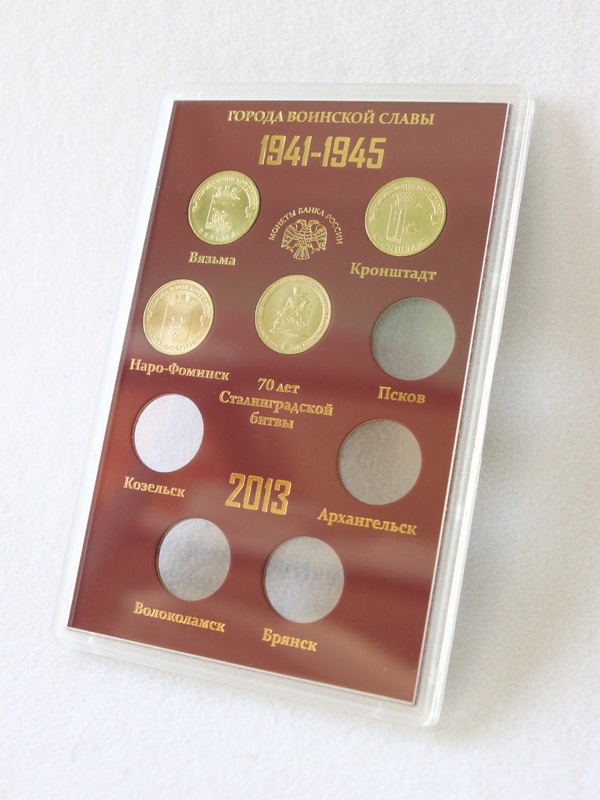 ГОРОДА ВОИНСКОЙ СЛАВЫ
1941-1945
МОНЕТЫ БАНКА РОССИИ
ВЯЗЬМА
Вязьма
Кронштадт
Наро-Фоминск
70 лет
Сталинградской
битвы
Псков
Козельск
2013
Архангельск
Волоколамск
Брянск